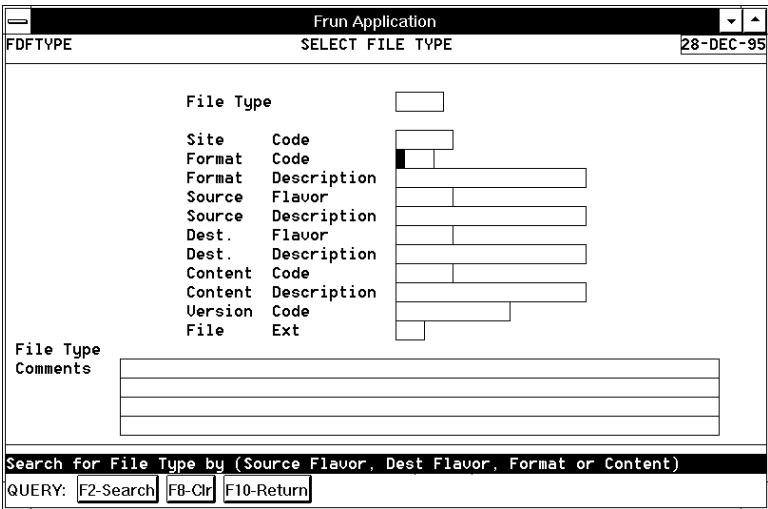 Frun Application
FDFTYPE SELECT FILE TYPE 28-DEC-95
File Type
Site Code
Format Code
Format Description
Source Flavor
Source Description
Dest. Flavor
Dest. Description
Content Code
Content Description
Version Code
File Ext
File Type
Comments
Search for File Type by (Source Flavor, Dest Flavor, Format or Content)
QUERY: F2-Search F8-Clr F10-Return